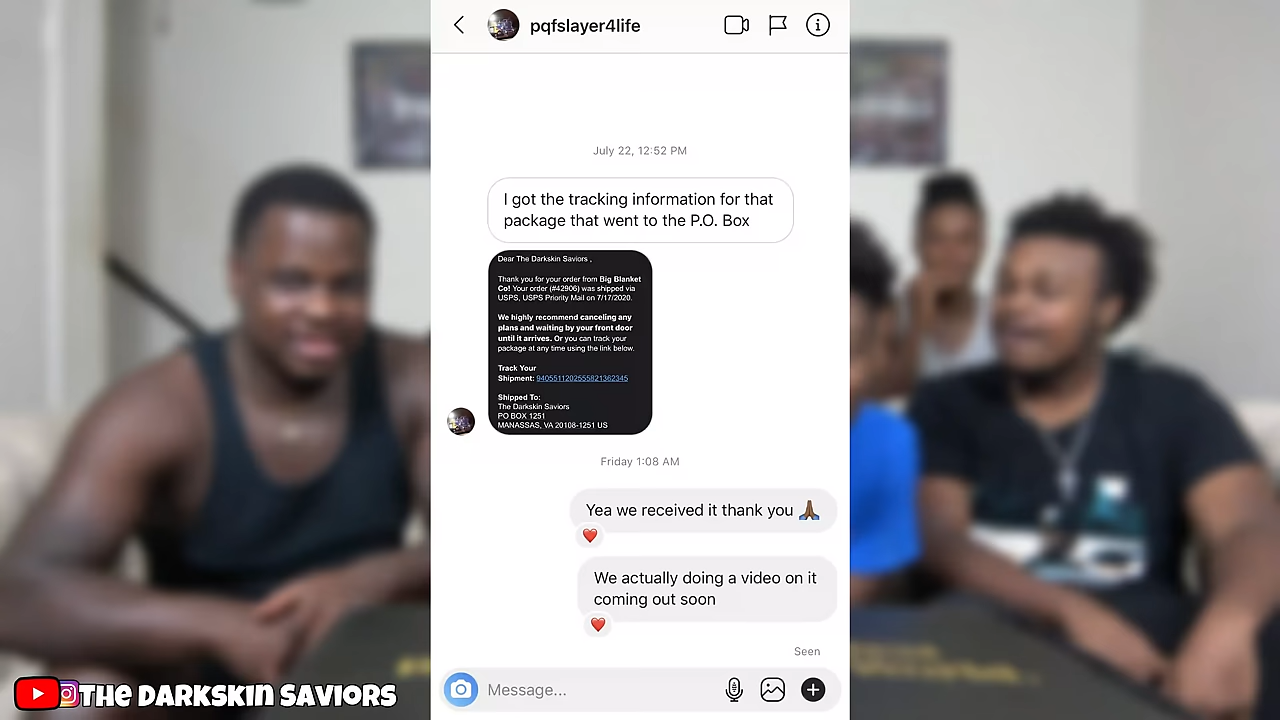 pqfslayer4life
July 22, 12:52 PM
I got the tracking information for that
package that went to the P.O. Box
Dear The Darkskin Saviors ,
Thank you for your order from Big Blanket
Co! Your order (#42906) was shipped via
USPS, USPS Priority Mail on 7/17/2020.
We highly recommend canceling any
plans and waiting by your front door
until it arrives. Or you can track your
package at any time using the link below.
Track Your
Shipment: 9405511202555821362345
Shipped To:
The Darkskin Saviors
PO BOX 1251
MANASSAS, VA 20108-1251 US
Friday 1:08 AM
Yea we received it thank you 🙏🏾
❤️
We actually doing a video on it
coming out soon
❤️
Seen
Message...
THE DARKSKIN SAVIORS